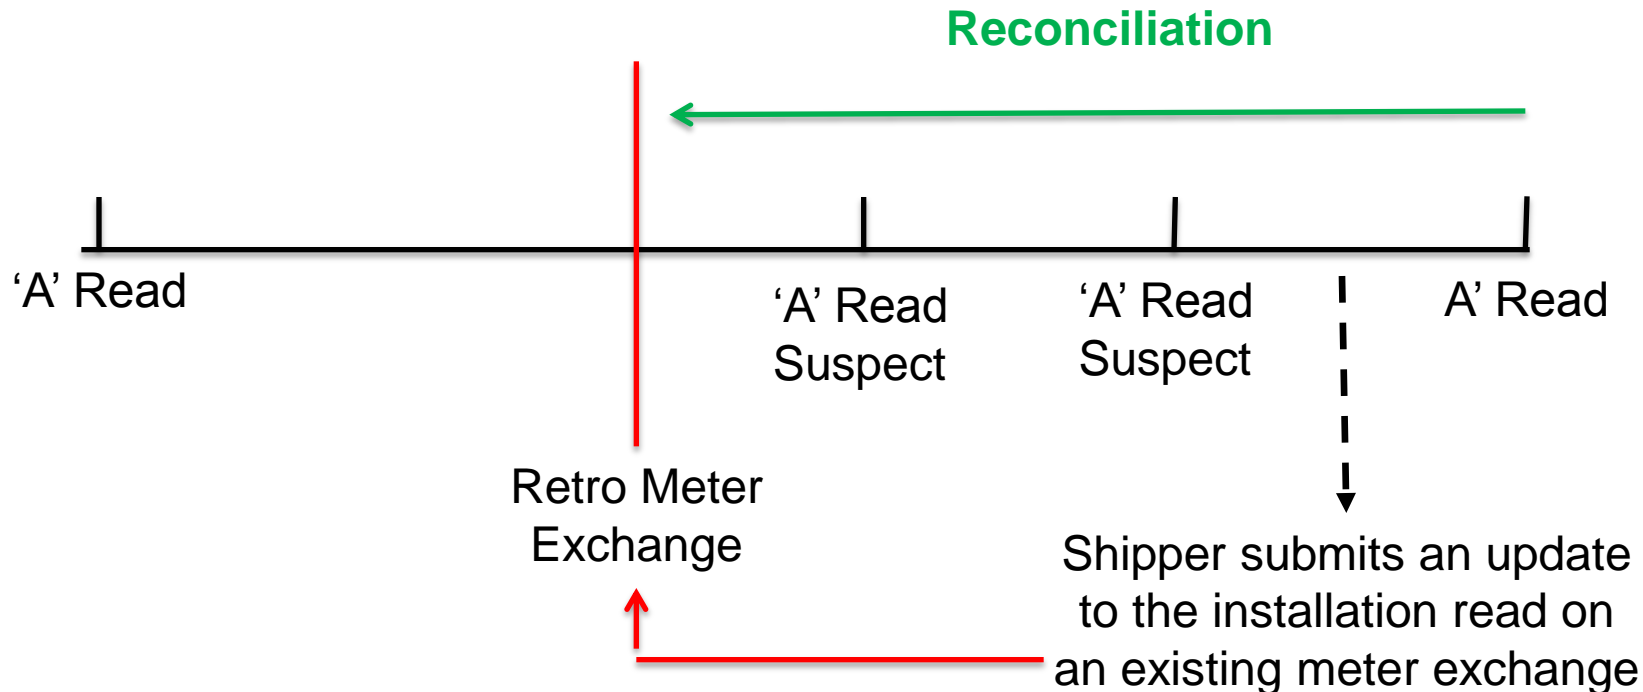 Reconciliation
‘A’ Read
‘A’ Read
Suspect
‘A’ Read
Suspect
A’ Read
Retro Meter
Exchange
Shipper submits an update
to the installation read on
an existing meter exchange